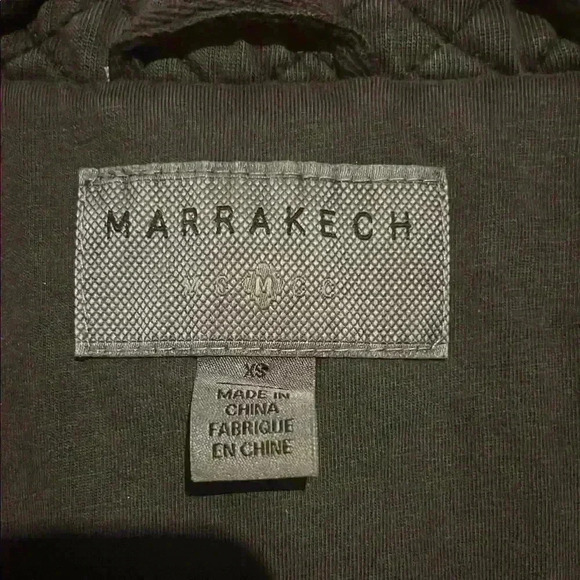 MARRAKECH
M
XS
MADE IN
CHINA
FABRIQUE
EN CHINE